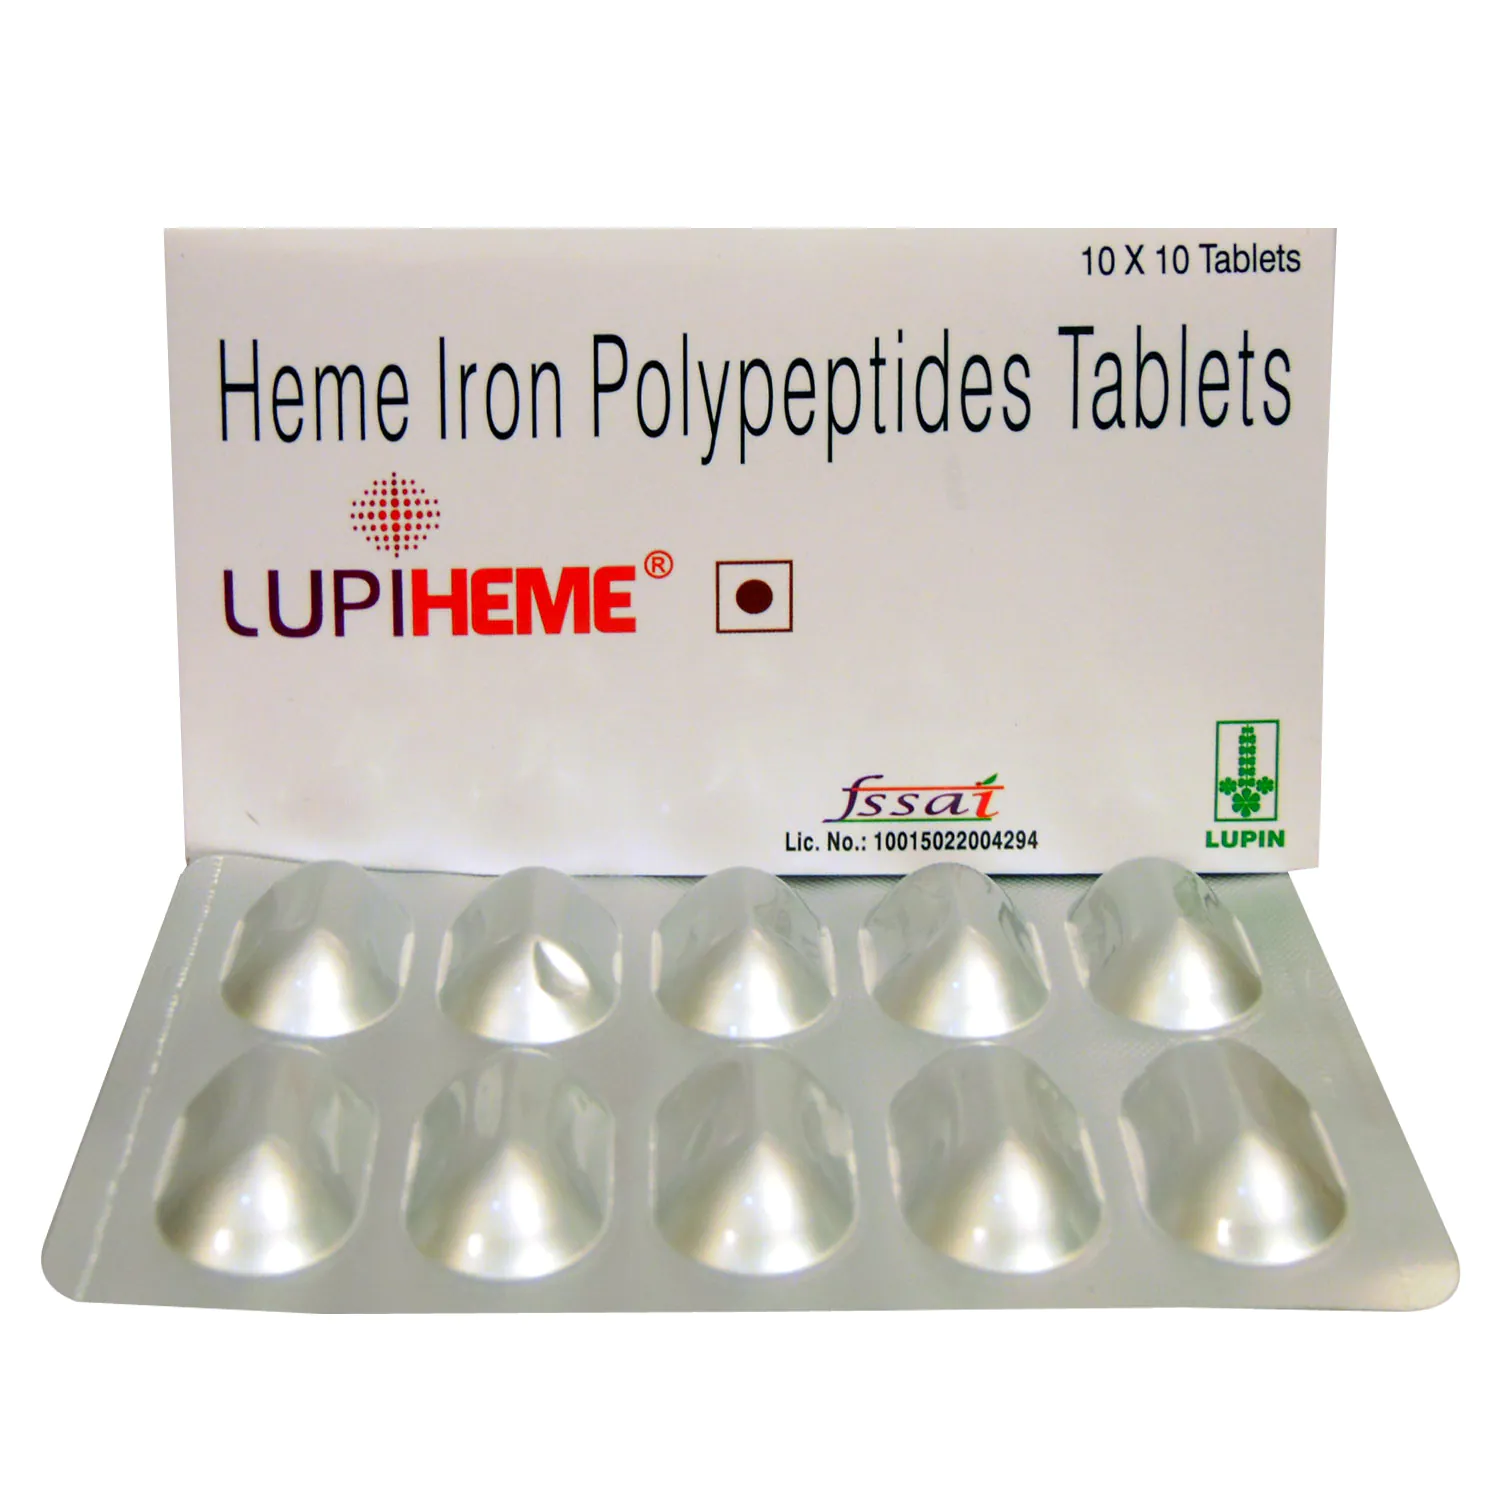 10 X 10 Tablets
Heme Iron Polypeptides Tablets
LUPIHEME®
fssai
Lic. No.: 10015022004294
LUPIN